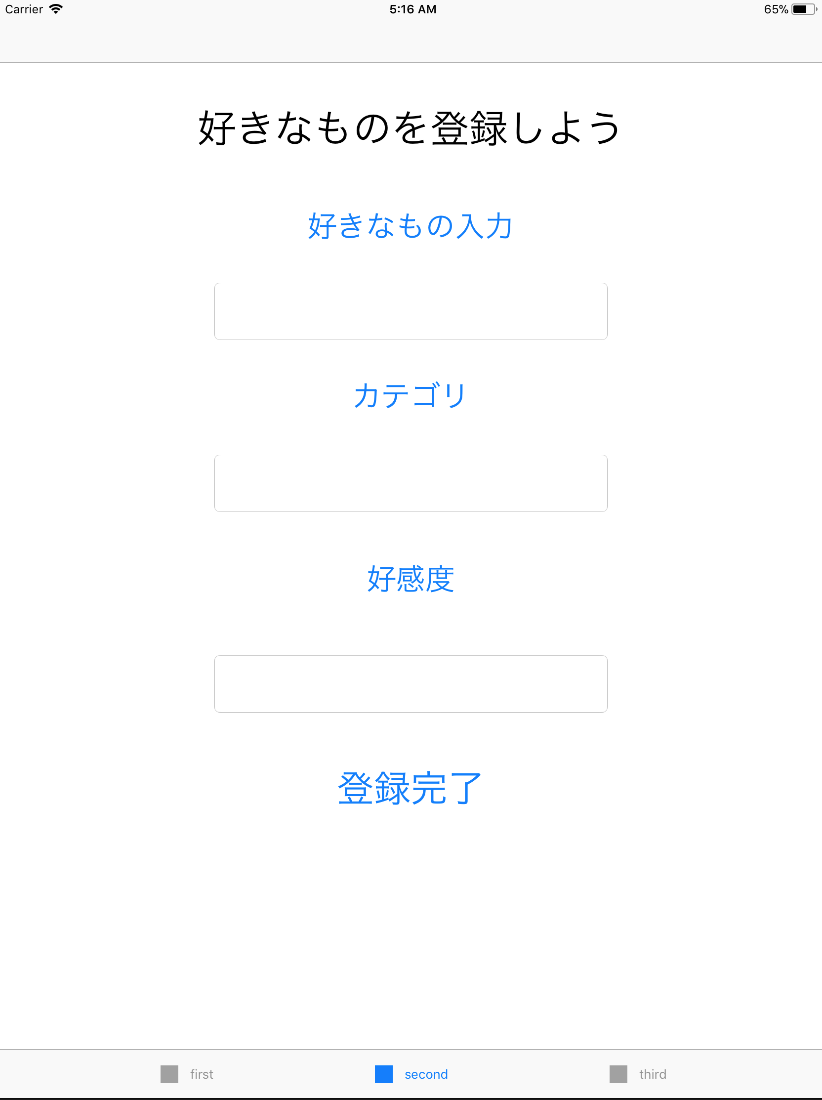 Carrier 5:16 AM 65%
好きなものを登録しよう
好きなもの入力
カテゴリ
好感度
登録完了
first second third